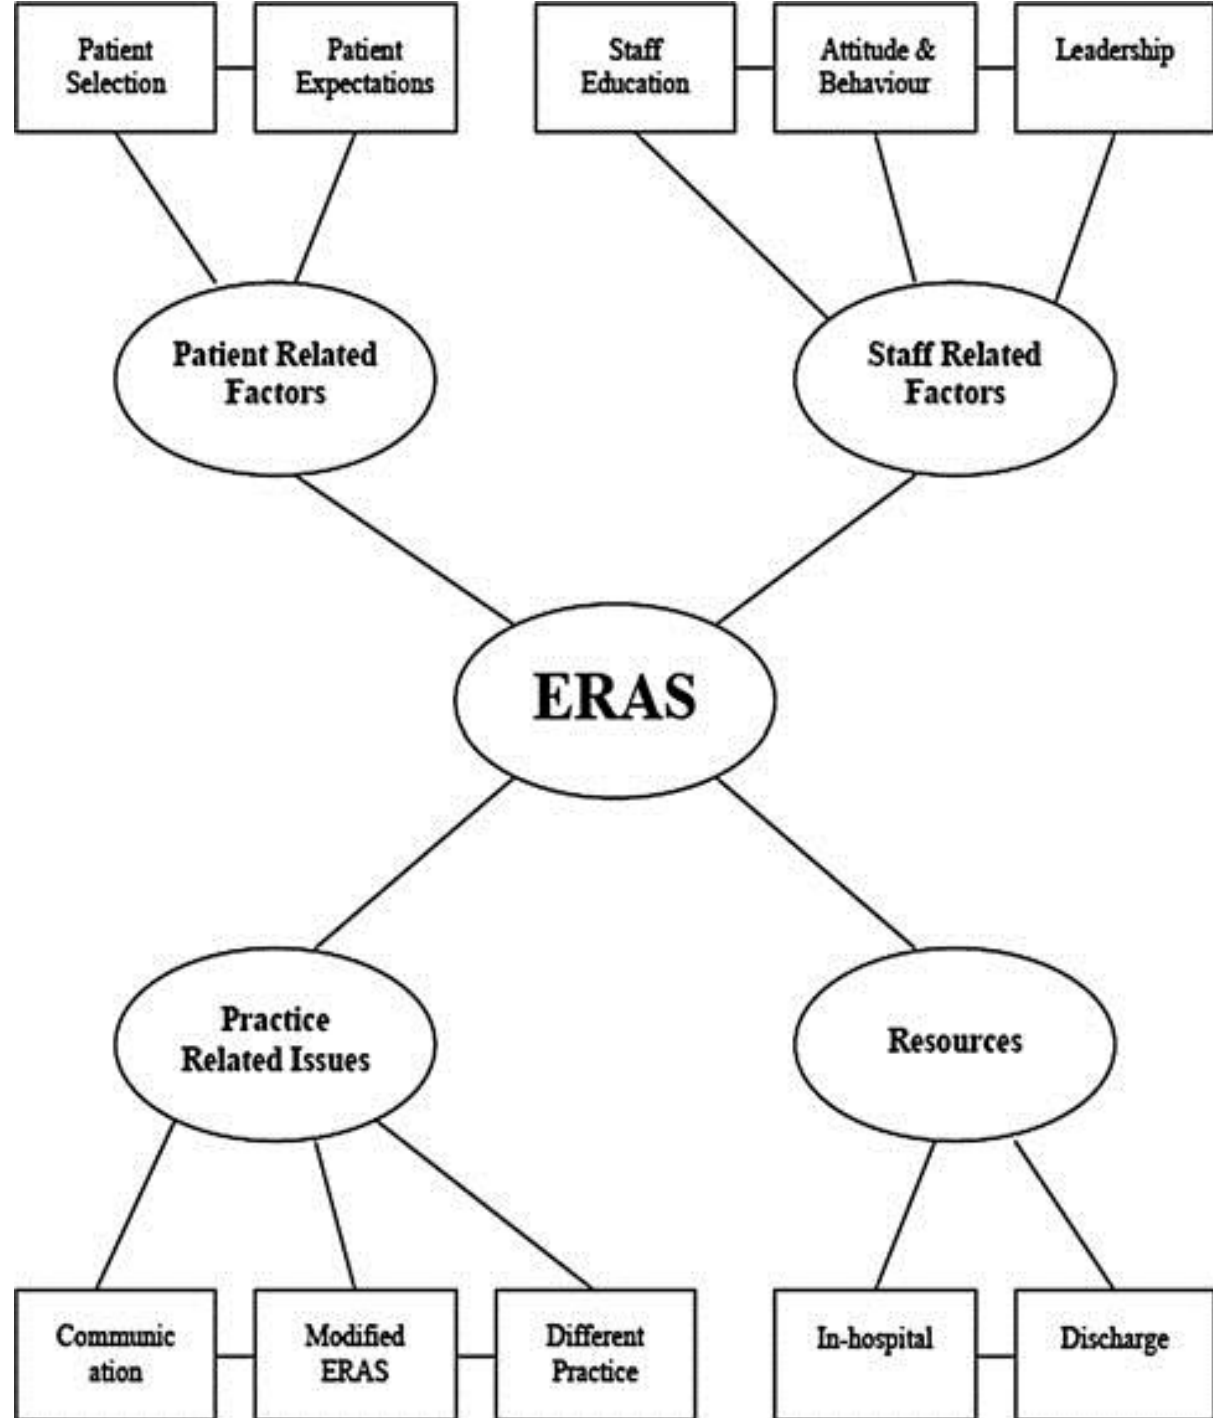 Patient
Selection
Patient
Expectations
Staff
Education
Attitude &
Behaviour
Leadership
Patient Related
Factors
Staff Related
Factors
ERAS
Practice
Related Issues
Resources
Communic
ation
Modified
ERAS
Different
Practice
In-hospital
Discharge